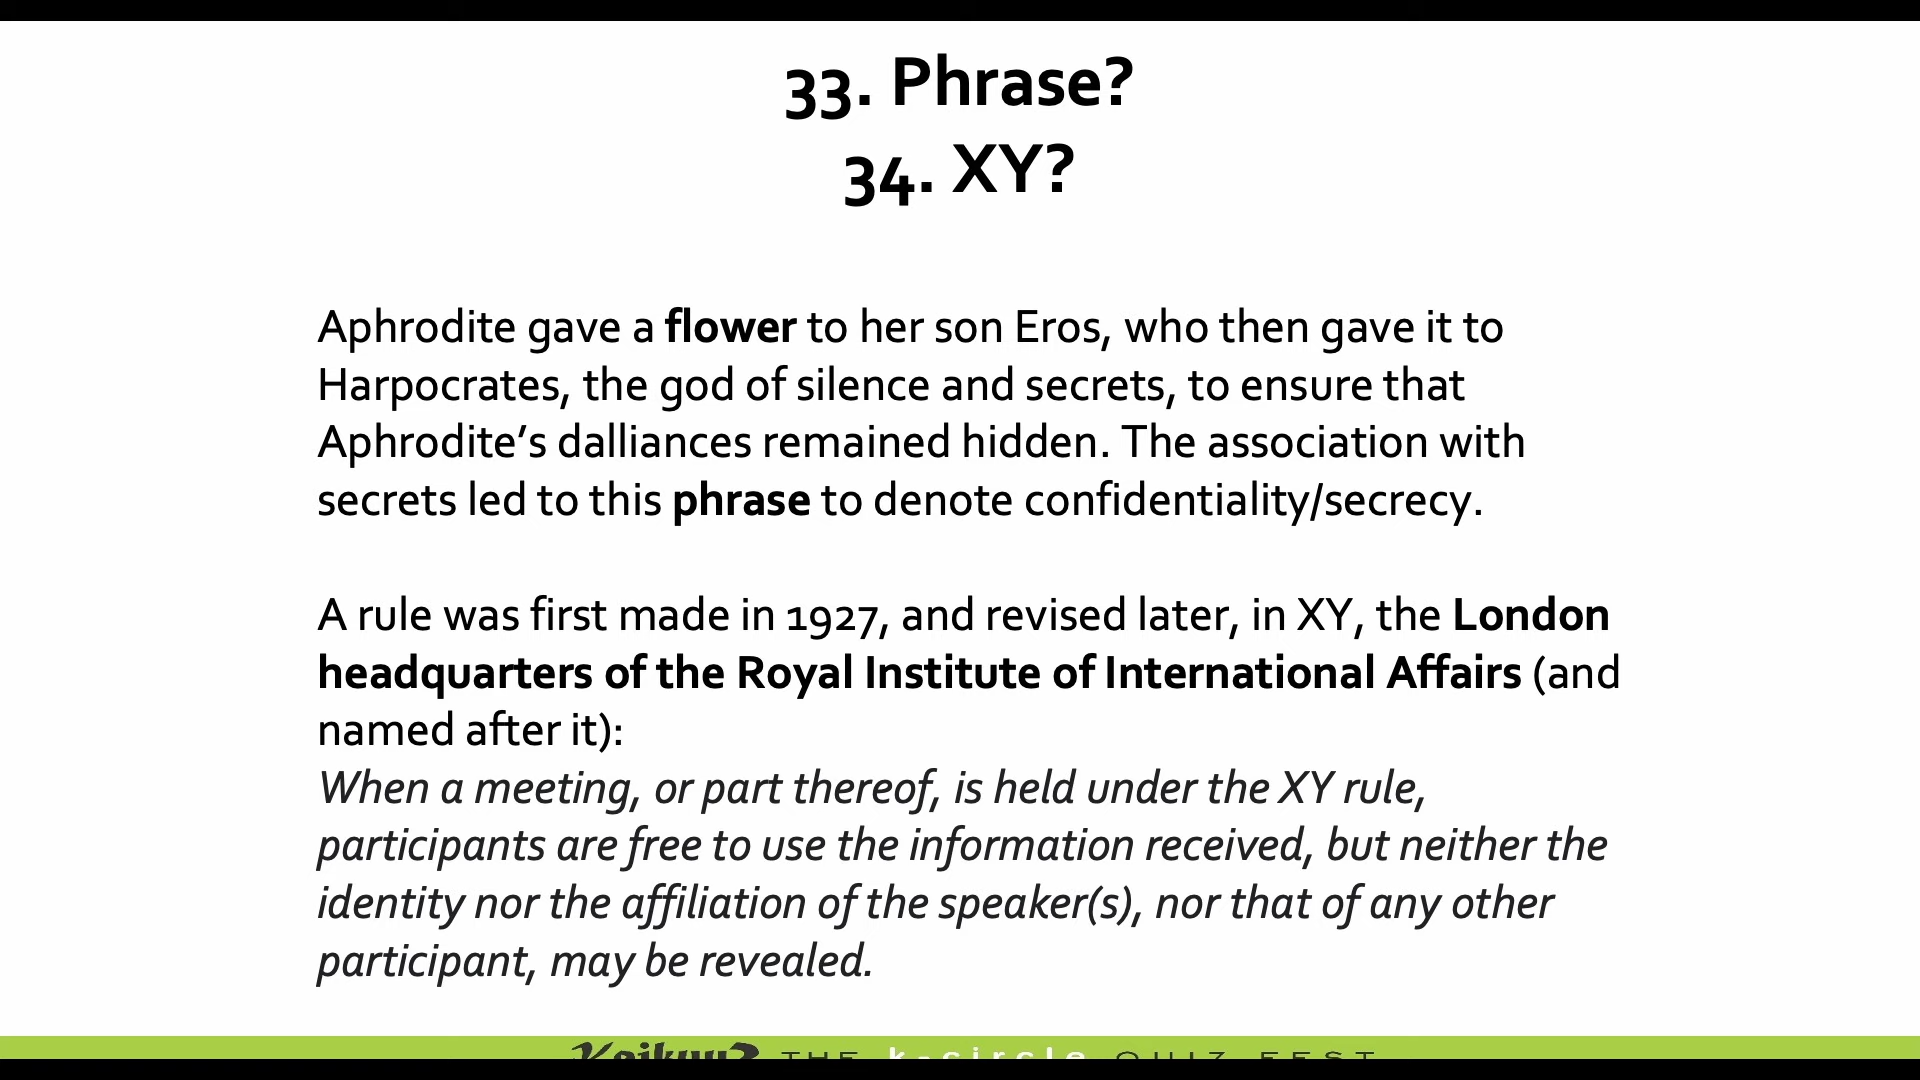 33. Phrase?
34. XY?
Aphrodite gave a flower to her son Eros, who then gave it to
Harpocrates, the god of silence and secrets, to ensure that
Aphrodite’s dalliances remained hidden. The association with
secrets led to this phrase to denote confidentiality/secrecy.
A rule was first made in 1927, and revised later, in XY, the London
headquarters of the Royal Institute of International Affairs (and
named after it):
When a meeting, or part thereof, is held under the XY rule,
participants are free to use the information received, but neither the
identity nor the affiliation of the speaker(s), nor that of any other
participant, may be revealed.
THE k-circle QUIZ FEST